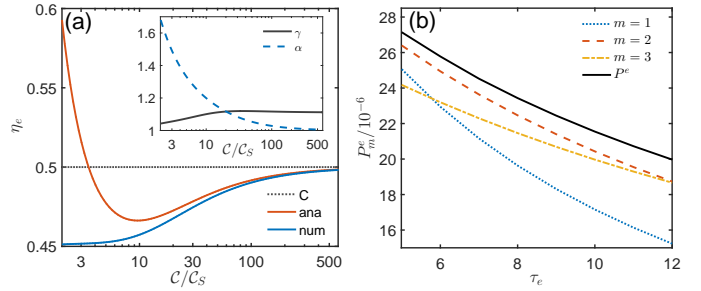 (a)
0.6
0.55
0.5
0.45
η_e
3
10
30
100
500
C/C_S
C
ana
num
1.6
1.4
1.2
1
3
10
100
500
C/C_S
γ
α
(b)
28
26
24
22
20
18
16
P^e_m/10^{-6}
6
8
10
12
τ_e
m = 1
m = 2
m = 3
P^e